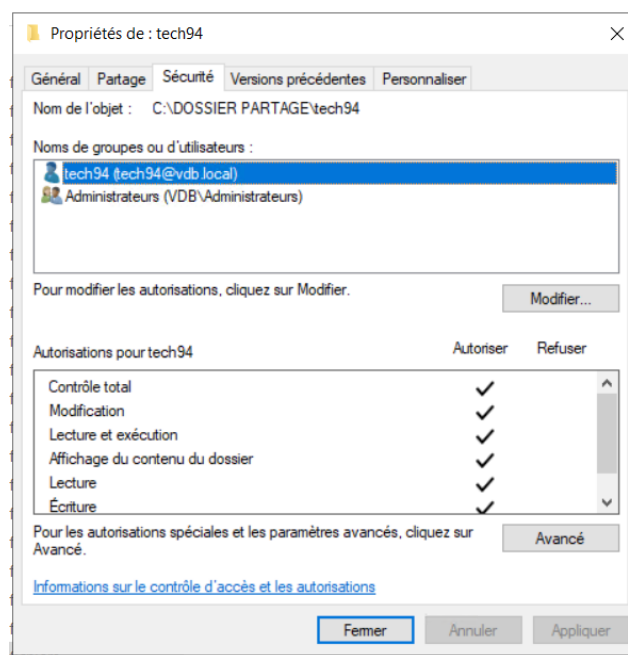 Propriétés de : tech94
Général Partage Sécurité Versions précédentes Personnaliser
Nom de l'objet : C:\DOSSIER PARTAGE\tech94
Noms de groupes ou d'utilisateurs :
tech94 (tech94@vdb.local)
Administrateurs (VDB\Administrateurs)
Pour modifier les autorisations, cliquez sur Modifier.
Modifier...
Autorisations pour tech94 Autoriser Refuser
Contrôle total
Modification
Lecture et exécution
Affichage du contenu du dossier
Lecture
Écriture
Pour les autorisations spéciales et les paramètres avancés, cliquez sur
Avancé.
Avancé
Informations sur le contrôle d'accès et les autorisations
Fermer Annuler Appliquer